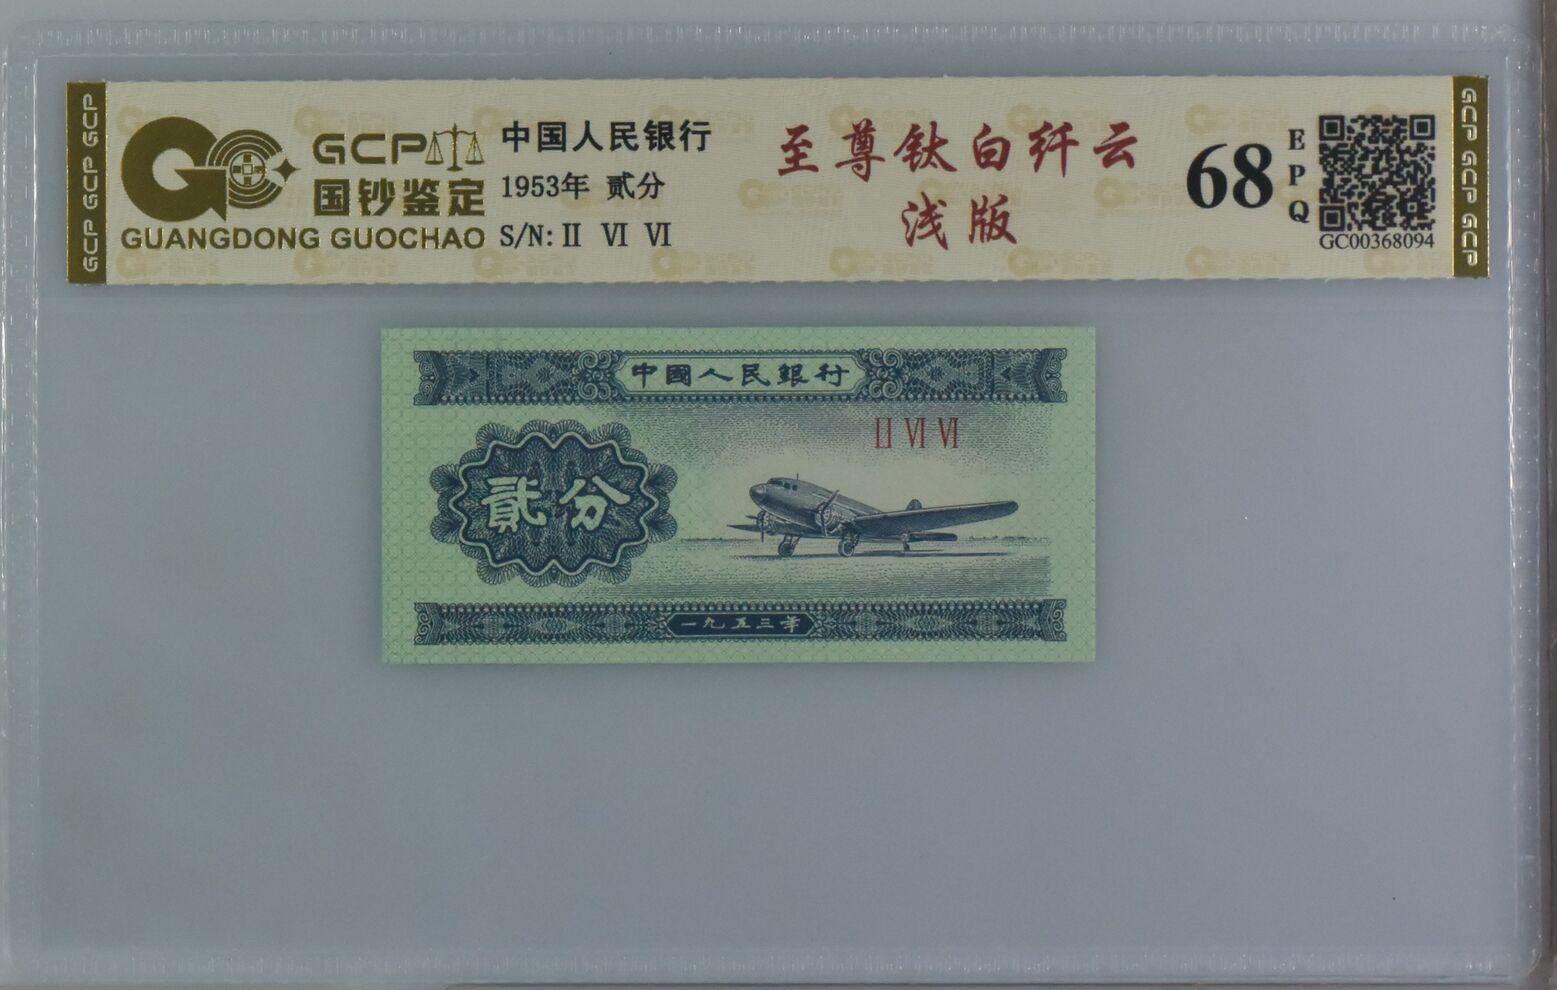 GCP GCP GCP
GCP
国钞鉴定
GUANGDONG GUOCHAO
中国人民银行
1953年 贰分
S/N: II VI VI
至尊钛白纤云
浅版
68
EPQ
GC00368094
GCP GCP GCP
中國人民銀行
II VI VI
貳分
一九五三年